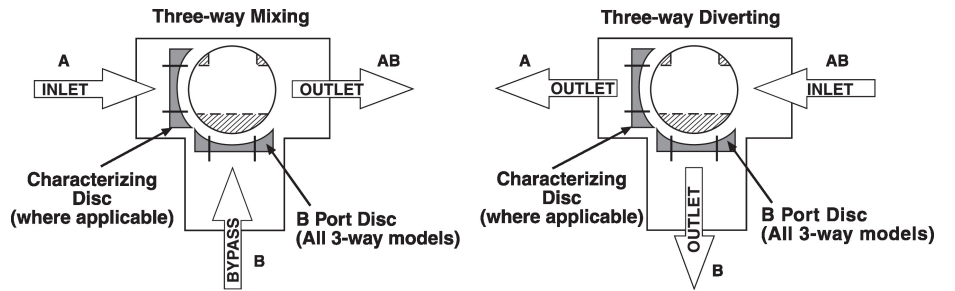 Three-way Mixing
A
INLET
AB
OUTLET
Characterizing
Disc
(where applicable)
BYPASS
B
B Port Disc
(All 3-way models)
Three-way Diverting
A
OUTLET
AB
INLET
Characterizing
Disc
(where applicable)
OUTLET
B
B Port Disc
(All 3-way models)